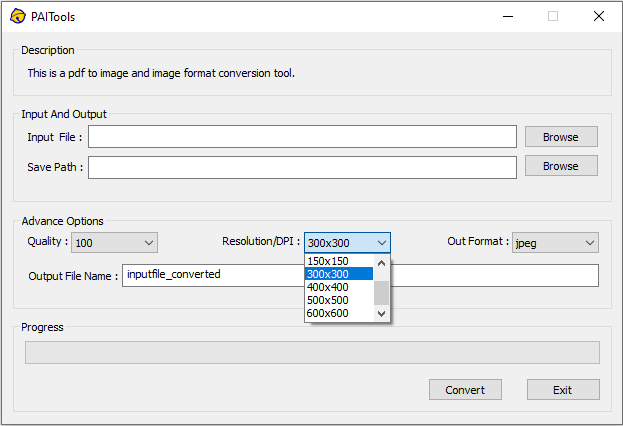 PAITools
Description
This is a pdf to image and image format conversion tool.
Input And Output
Input File :
Browse
Save Path :
Browse
Advance Options
Quality : 100
Resolution/DPI : 300x300
Out Format : jpeg
150x150
300x300
400x400
500x500
600x600
Output File Name : inputfile_converted
Progress
Convert
Exit